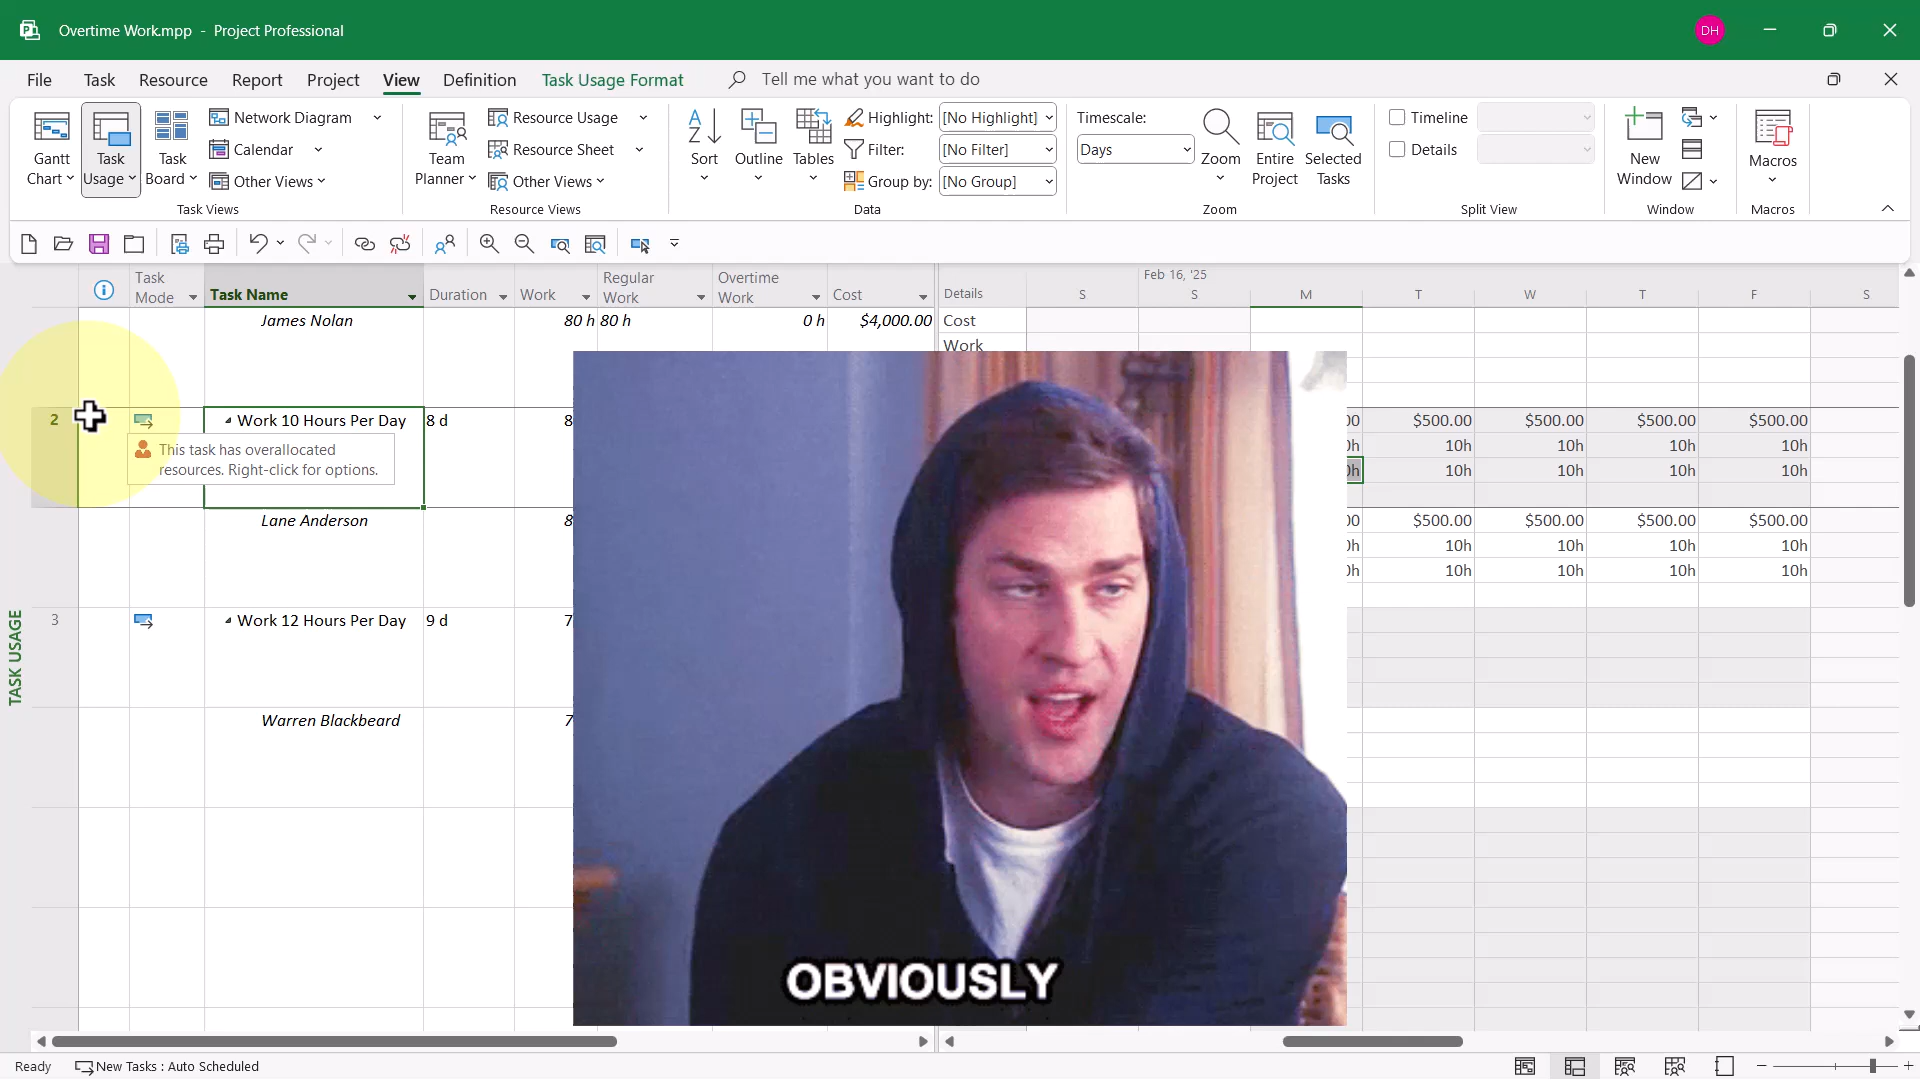 Overtime Work.mpp - Project Professional
DH
File Task Resource Report Project View Definition Task Usage Format Tell me what you want to do
Gantt Chart
Task Usage
Task Board
Network Diagram
Calendar
Other Views
Task Views
Team Planner
Resource Usage
Resource Sheet
Other Views
Resource Views
Sort
Outline
Tables
Highlight: [No Highlight]
Filter: [No Filter]
Group by: [No Group]
Data
Timescale:
Days
Zoom
Entire Project
Selected Tasks
Zoom
Timeline
Details
Split View
New Window
Window
Macros
Macros
Task Mode
Task Name
Duration
Work
Regular Work
Overtime Work
Cost
Details
Feb 16, '25
S S M T W T F S
James Nolan 80 h 80 h 0 h $4,000.00 Cost
Work
2 Work 10 Hours Per Day 8 d 8 $500.00 $500.00 $500.00 $500.00
10h 10h 10h 10h
This task has overallocated
resources. Right-click for options.
10h 10h 10h 10h
Lane Anderson 8 $500.00 $500.00 $500.00 $500.00
10h 10h 10h 10h
10h 10h 10h 10h
3 Work 12 Hours Per Day 9 d 7
Warren Blackbeard 7
TASK USAGE
OBVIOUSLY
Ready New Tasks : Auto Scheduled